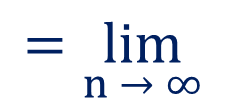 = lim
n → ∞